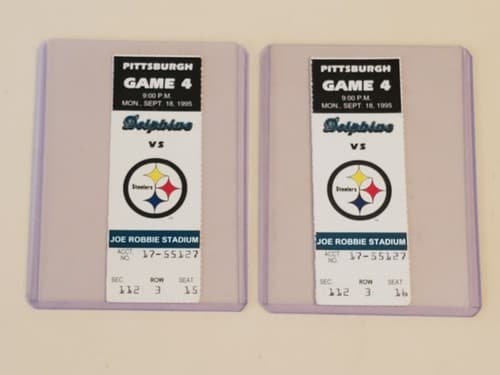 PITTSBURGH
GAME 4
9:00 P.M.
MON., SEPT. 18, 1995
Dolphins
VS
Steelers
JOE ROBBIE STADIUM
ACCT. NO. 17-55127
SEC. ROW SEAT
112 3 15
PITTSBURGH
GAME 4
9:00 P.M.
MON., SEPT. 18, 1995
Dolphins
VS
Steelers
JOE ROBBIE STADIUM
ACCT. NO. 17-55127
SEC. ROW SEAT
112 3 16